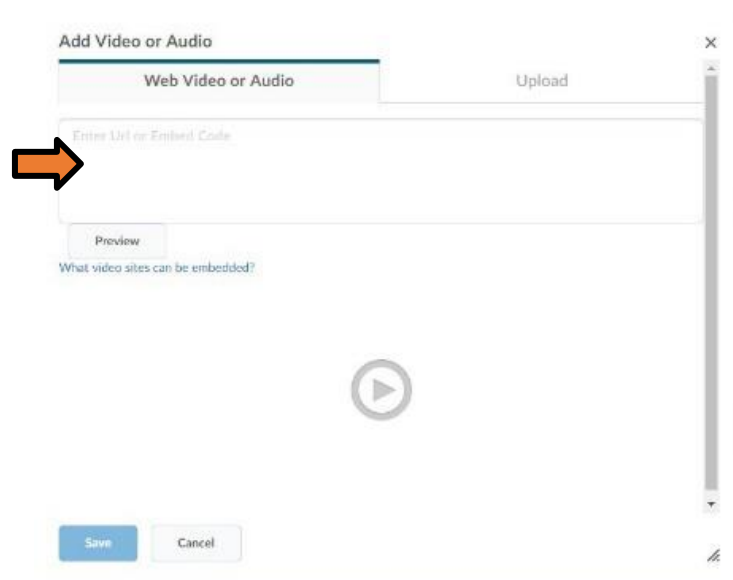 Add Video or Audio
Web Video or Audio
Upload
Enter Url or Embed Code
Preview
What video sites can be embedded?
Save
Cancel